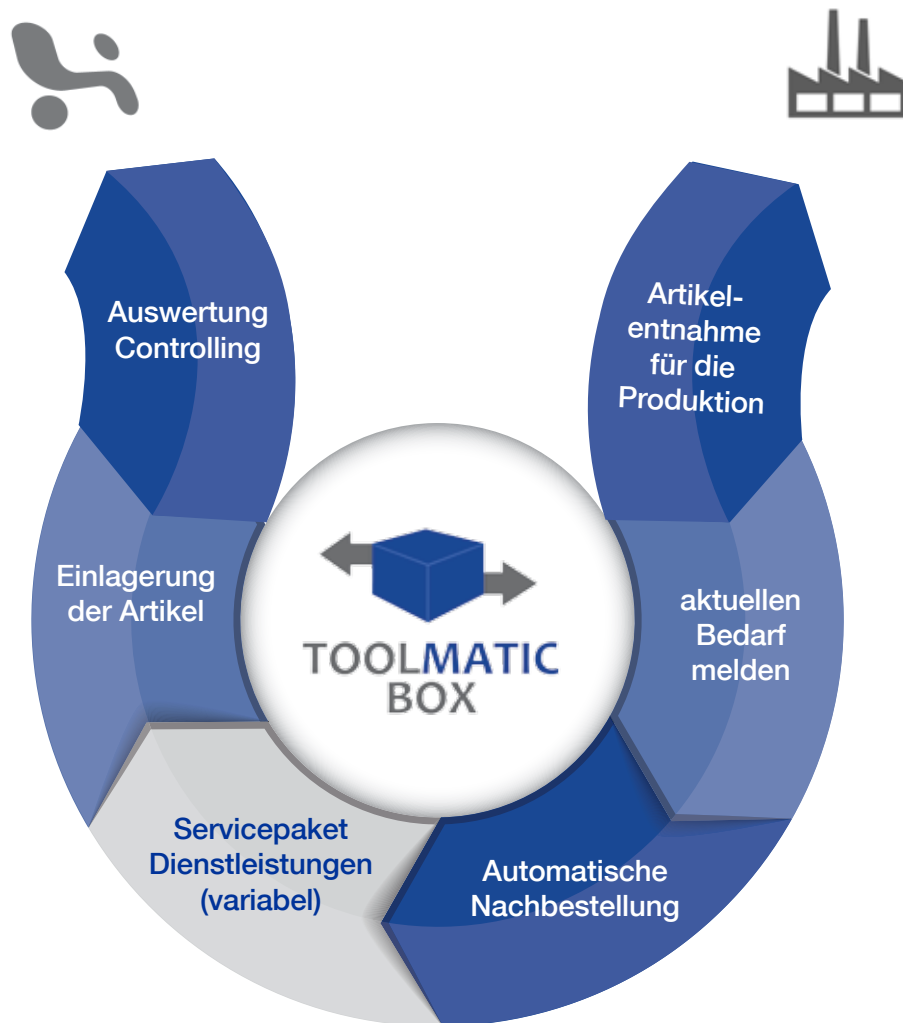 Auswertung
Controlling
Artikel-
entnahme
für die
Produktion
Einlagerung
der Artikel
TOOLMATIC
BOX
aktuellen
Bedarf
melden
Servicepaket
Dienstleistungen
(variabel)
Automatische
Nachbestellung